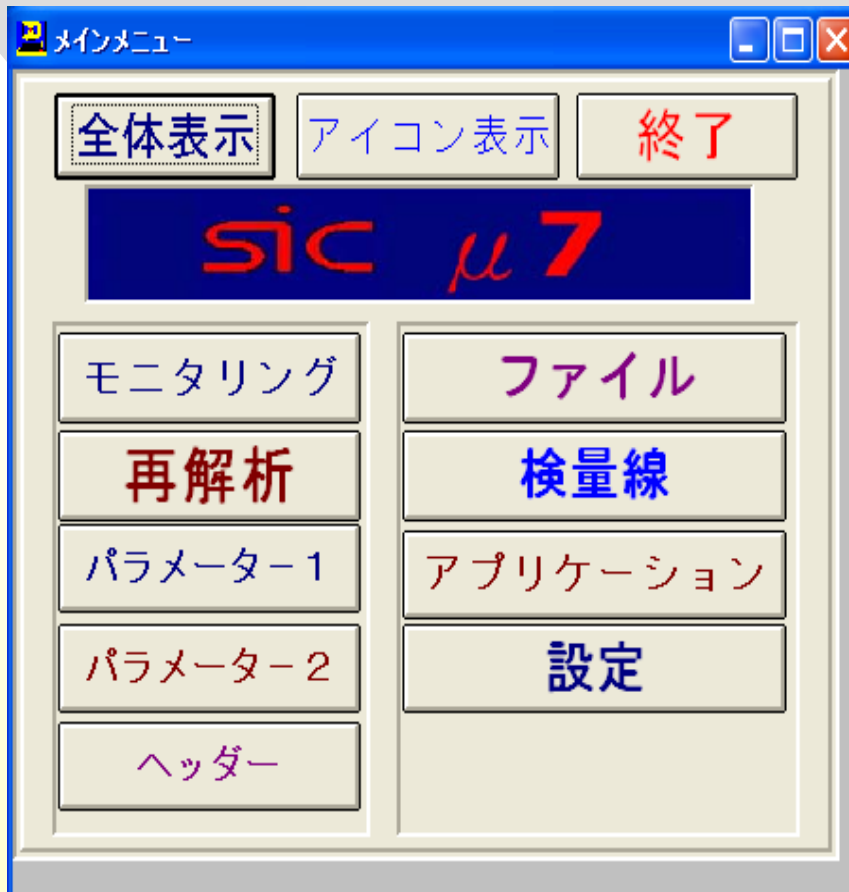 メインメニュー
全体表示
アイコン表示
終了
sic μ7
モニタリング
再解析
パラメーター1
パラメーター2
ヘッダー
ファイル
検量線
アプリケーション
設定